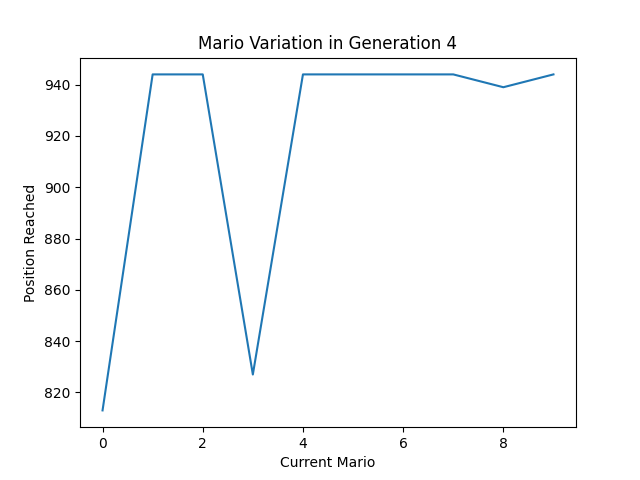 Mario Variation in Generation 4
Position Reached
940
920
900
880
860
840
820
0 2 4 6 8
Current Mario